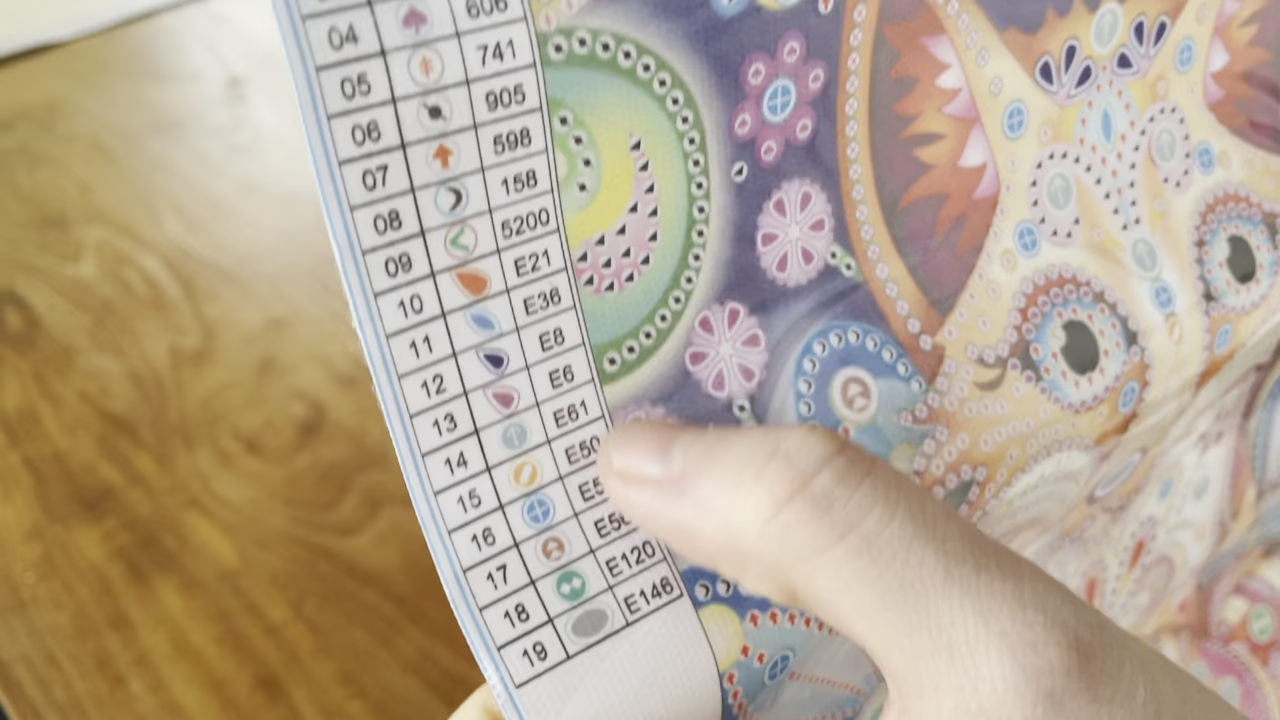 04 606
05 741
06 905
07 598
08 158
09 5200
10 E21
11 E36
12 E8
13 E6
14 E61
15 E50
16
17
18 E120
19 E146